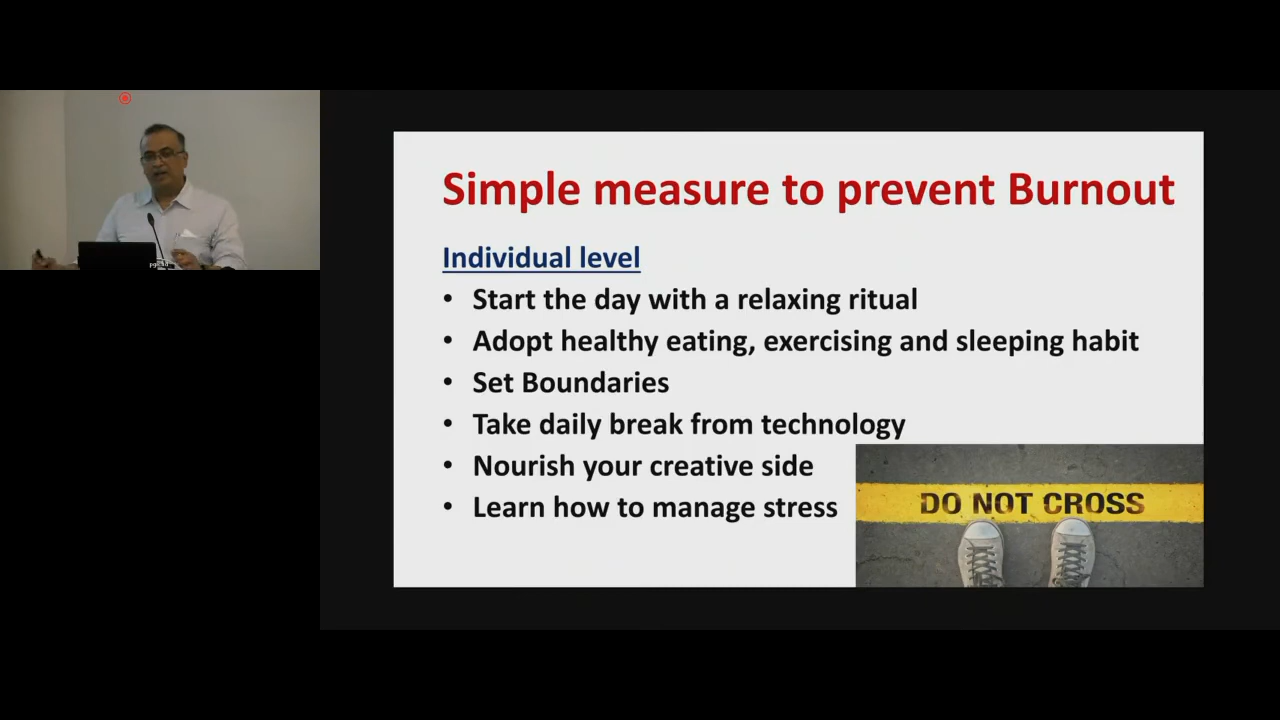 Simple measure to prevent Burnout
Individual level
• Start the day with a relaxing ritual
• Adopt healthy eating, exercising and sleeping habit
• Set Boundaries
• Take daily break from technology
• Nourish your creative side
• Learn how to manage stress
DO NOT CROSS